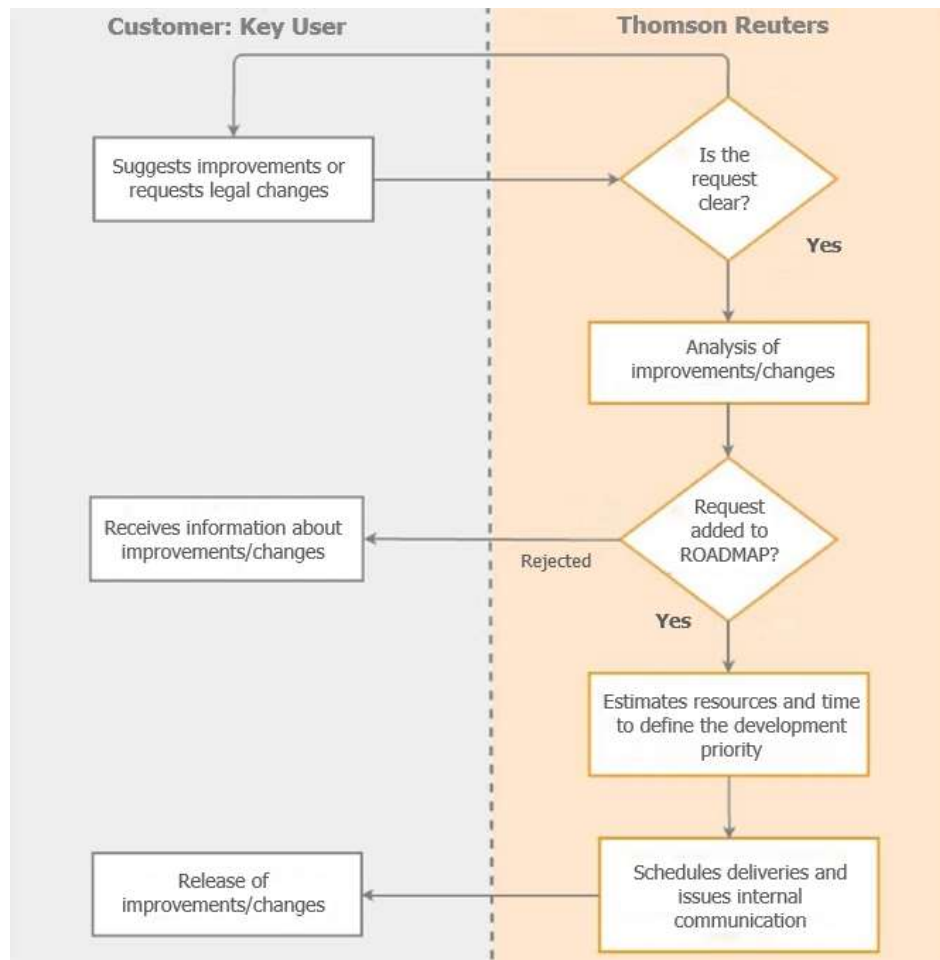 Customer: Key User
Thomson Reuters
Suggests improvements or
requests legal changes
Is the
request
clear?
Yes
Analysis of
improvements/changes
Receives information about
improvements/changes
Rejected
Request
added to
ROADMAP?
Yes
Estimates resources and time
to define the development
priority
Release of
improvements/changes
Schedules deliveries and
issues internal
communication